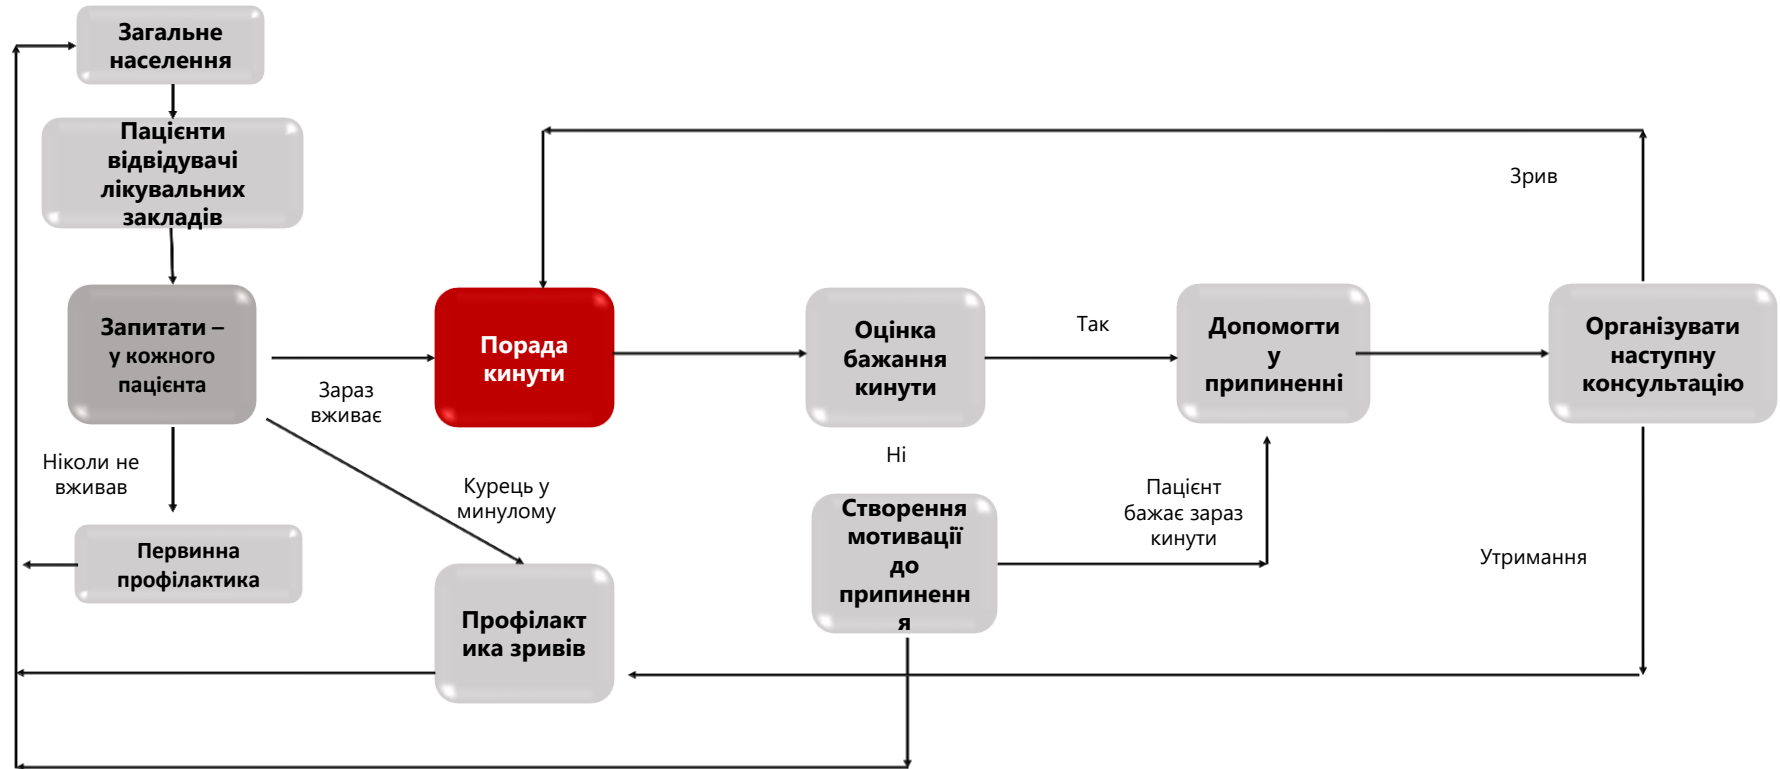 Загальне
населення
Пацієнти
відвідувачі
лікувальних
закладів
Зрив
Запитати –
у кожного
пацієнта
Зараз
вживає
Порада
кинути
Оцінка
бажання
кинути
Так
Допомогти
у
припиненні
Організувати
наступну
консультацію
Ніколи не
вживав
Курець у
минулому
Ні
Створення
мотивації
до
припиненн
я
Пацієнт
бажає зараз
кинути
Утримання
Первинна
профілактика
Профілакт
ика зривів